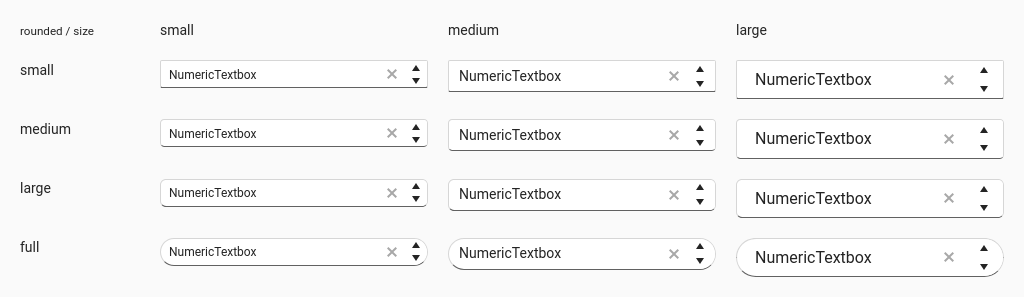 rounded / size small medium large
small NumericTextbox NumericTextbox NumericTextbox
medium NumericTextbox NumericTextbox NumericTextbox
large NumericTextbox NumericTextbox NumericTextbox
full NumericTextbox NumericTextbox NumericTextbox